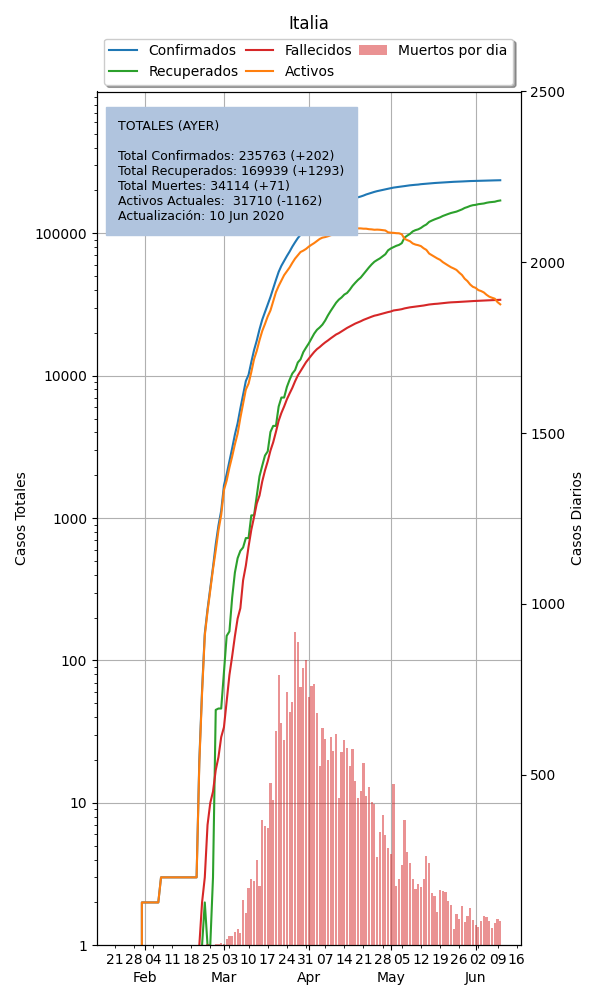 Italia
Confirmados
Fallecidos
Muertos por dia
Recuperados
Activos
2500
TOTALES (AYER)
Total Confirmados: 235763 (+202)
Total Recuperados: 169939 (+1293)
Total Muertes: 34114 (+71)
Activos Actuales:  31710 (-1162)
Actualización: 10 Jun 2020
100000
2000
10000
1500
Casos Totales
Casos Diarios
1000
1000
100
500
10
1
21 28 04 11 18 25 03 10 17 24 31 07 14 21 28 05 12 19 26 02 09 16
Feb Mar Apr May Jun